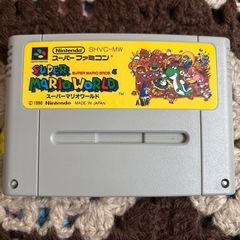 Nintendo SHVC-MW
スーパーファミコン
SUPER MARIO BROS. 4
SUPER
MARIO WORLD
スーパーマリオワールド
© 1990 Nintendo MADE IN JAPAN